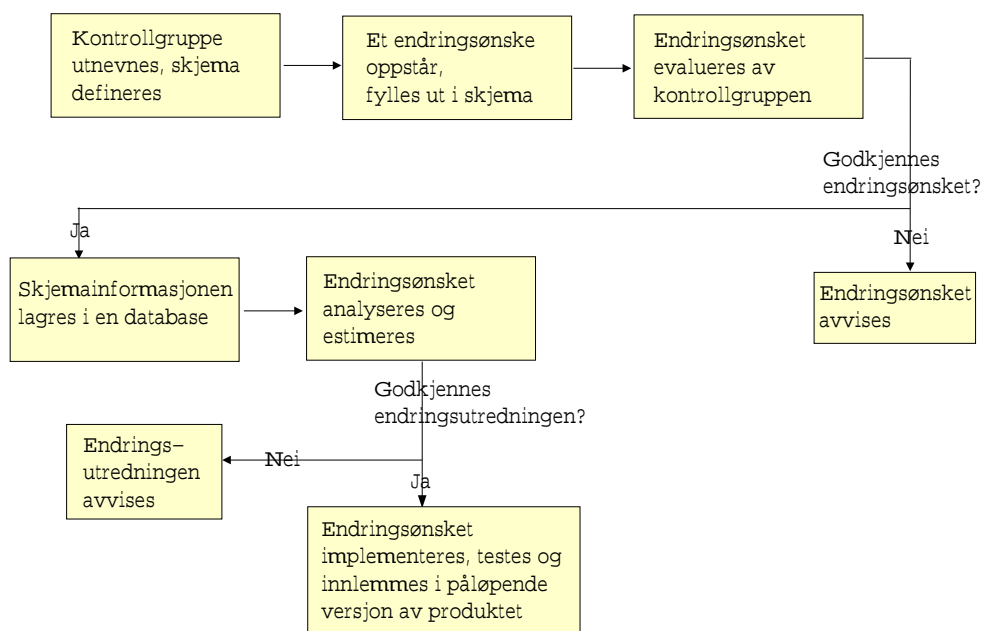 Kontrollgruppe
utnevnes, skjema
defineres
Et endringsønske
oppstår,
fylles ut i skjema
Endringsønsket
evalueres av
kontrollgruppen
Godkjennes
endringsønsket?
Ja
Nei
Skjemainformasjonen
lagres i en database
Endringsønsket
analyseres og
estimeres
Endringsønsket
avvises
Godkjennes
endringsutredningen?
Endrings–
utredningen
avvises
Nei
Ja
Endringsønsket
implementeres, testes og
innlemmes i påløpende
versjon av produktet